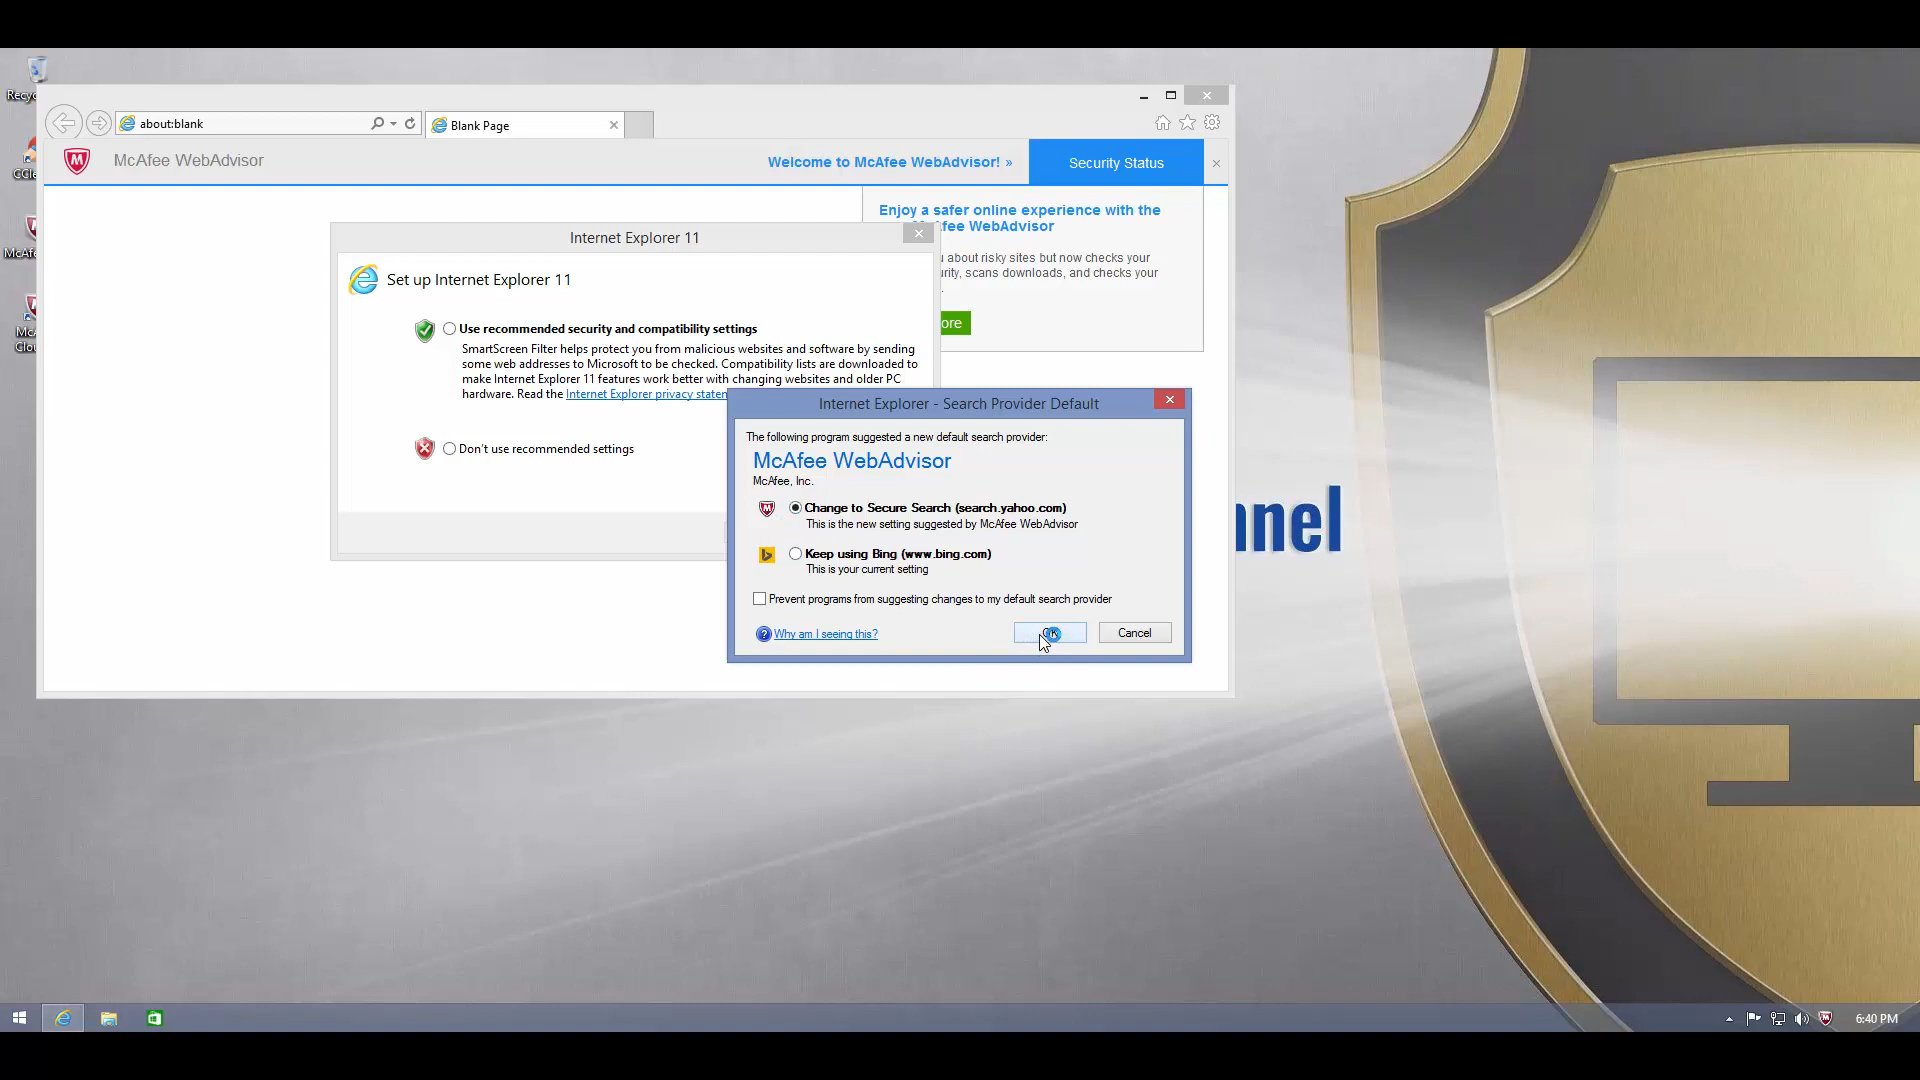 Recyc
about:blank
Blank Page
McAfee WebAdvisor
Welcome to McAfee WebAdvisor! »
Security Status
CCle
Enjoy a safer online experience with the
fee WebAdvisor
about risky sites but now checks your
urity, scans downloads, and checks your
ore
McAfe
McA
Clou
Internet Explorer 11
Set up Internet Explorer 11
Use recommended security and compatibility settings
SmartScreen Filter helps protect you from malicious websites and software by sending
some web addresses to Microsoft to be checked. Compatibility lists are downloaded to
make Internet Explorer 11 features work better with changing websites and older PC
hardware. Read the Internet Explorer privacy staten
Don't use recommended settings
Internet Explorer - Search Provider Default
The following program suggested a new default search provider:
McAfee WebAdvisor
McAfee, Inc.
Change to Secure Search (search.yahoo.com)
This is the new setting suggested by McAfee WebAdvisor
Keep using Bing (www.bing.com)
This is your current setting
Prevent programs from suggesting changes to my default search provider
Why am I seeing this?
OK
Cancel
nnel
6:40 PM